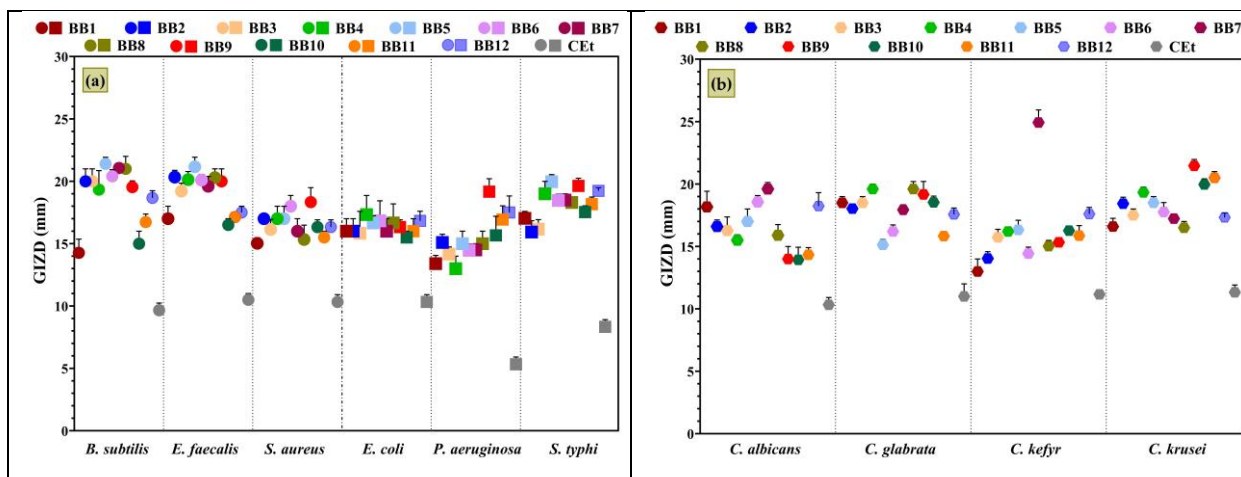 BB1 BB2 BB3 BB4 BB5 BB6 BB7
BB8 BB9 BB10 BB11 BB12 CEt
(a)
GIZD (mm)
30
25
20
15
10
5
0
B. subtilis E. faecalis S. aureus E. coli P. aeruginosa S. typhi
BB1 BB2 BB3 BB4 BB5 BB6 BB7
BB8 BB9 BB10 BB11 BB12 CEt
(b)
GIZD (mm)
30
25
20
15
10
5
0
C. albicans C. glabrata C. kefyr C. krusei